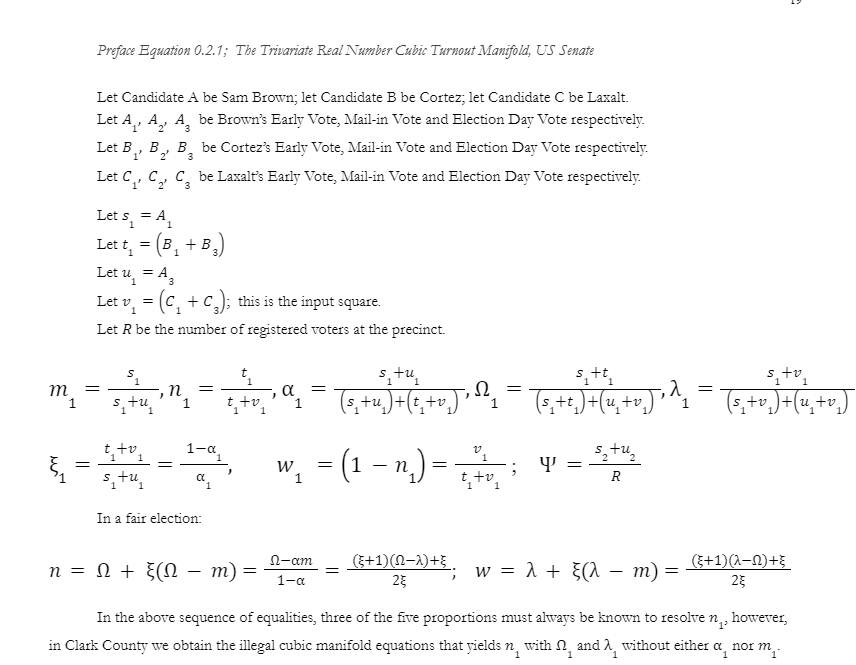 Preface Equation 0.2.1; The Trivariate Real Number Cubic Turnout Manifold, US Senate
Let Candidate A be Sam Brown; let Candidate B be Cortez; let Candidate C be Laxalt.
Let A₁, A₂, A₃ be Brown's Early Vote, Mail-in Vote and Election Day Vote respectively.
Let B₁, B₂, B₃ be Cortez's Early Vote, Mail-in Vote and Election Day Vote respectively.
Let C₁, C₂, C₃ be Laxalt's Early Vote, Mail-in Vote and Election Day Vote respectively.
Let s₁ = A₁
Let t₁ = (B₁ + B₃)
Let u₁ = A₃
Let v₁ = (C₁ + C₃); this is the input square.
Let R be the number of registered voters at the precinct.
m₁ = s₁/(s₁+u₁), n₁ = t₁/(t₁+v₁), α₁ = (s₁+u₁)/((s₁+u₁)+(t₁+v₁)), Ω₁ = (s₁+t₁)/((s₁+t₁)+(u₁+v₁)), λ₁ = (s₁+v₁)/((s₁+v₁)+(u₁+v₁))
ξ₁ = (t₁+v₁)/(s₁+u₁) = (1−α₁)/α₁, w₁ = (1 − n₁) = v₁/(t₁+v₁); Ψ = (s₂+u₂)/R
In a fair election:
n = Ω + ξ(Ω − m) = (Ω−αm)/(1−α) = ((ξ+1)(Ω−λ)+ξ)/(2ξ); w = λ + ξ(λ − m) = ((ξ+1)(λ−Ω)+ξ)/(2ξ)
In the above sequence of equalities, three of the five proportions must always be known to resolve n₁, however,
in Clark County we obtain the illegal cubic manifold equations that yields n₁ with Ω₁ and λ₁ without either α₁ nor m₁.